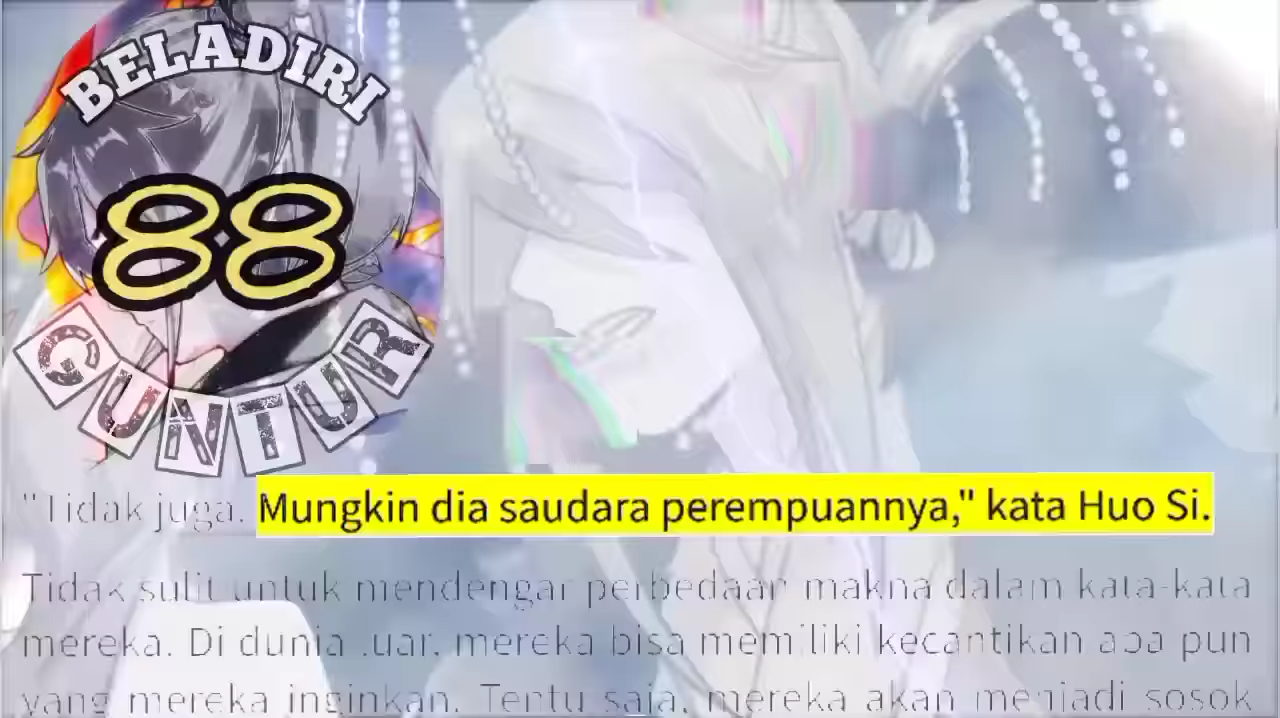 BELADIRI
88
GUNTUR
"Tidak juga. Mungkin dia saudara perempuannya," kata Huo Si.
Tidak sulit untuk mendengar perbedaan makna dalam kata-kata
mereka. Di dunia luar, mereka bisa memiliki kecantikan apa pun
yang mereka inginkan. Tentu saja, mereka akan menjadi sosok